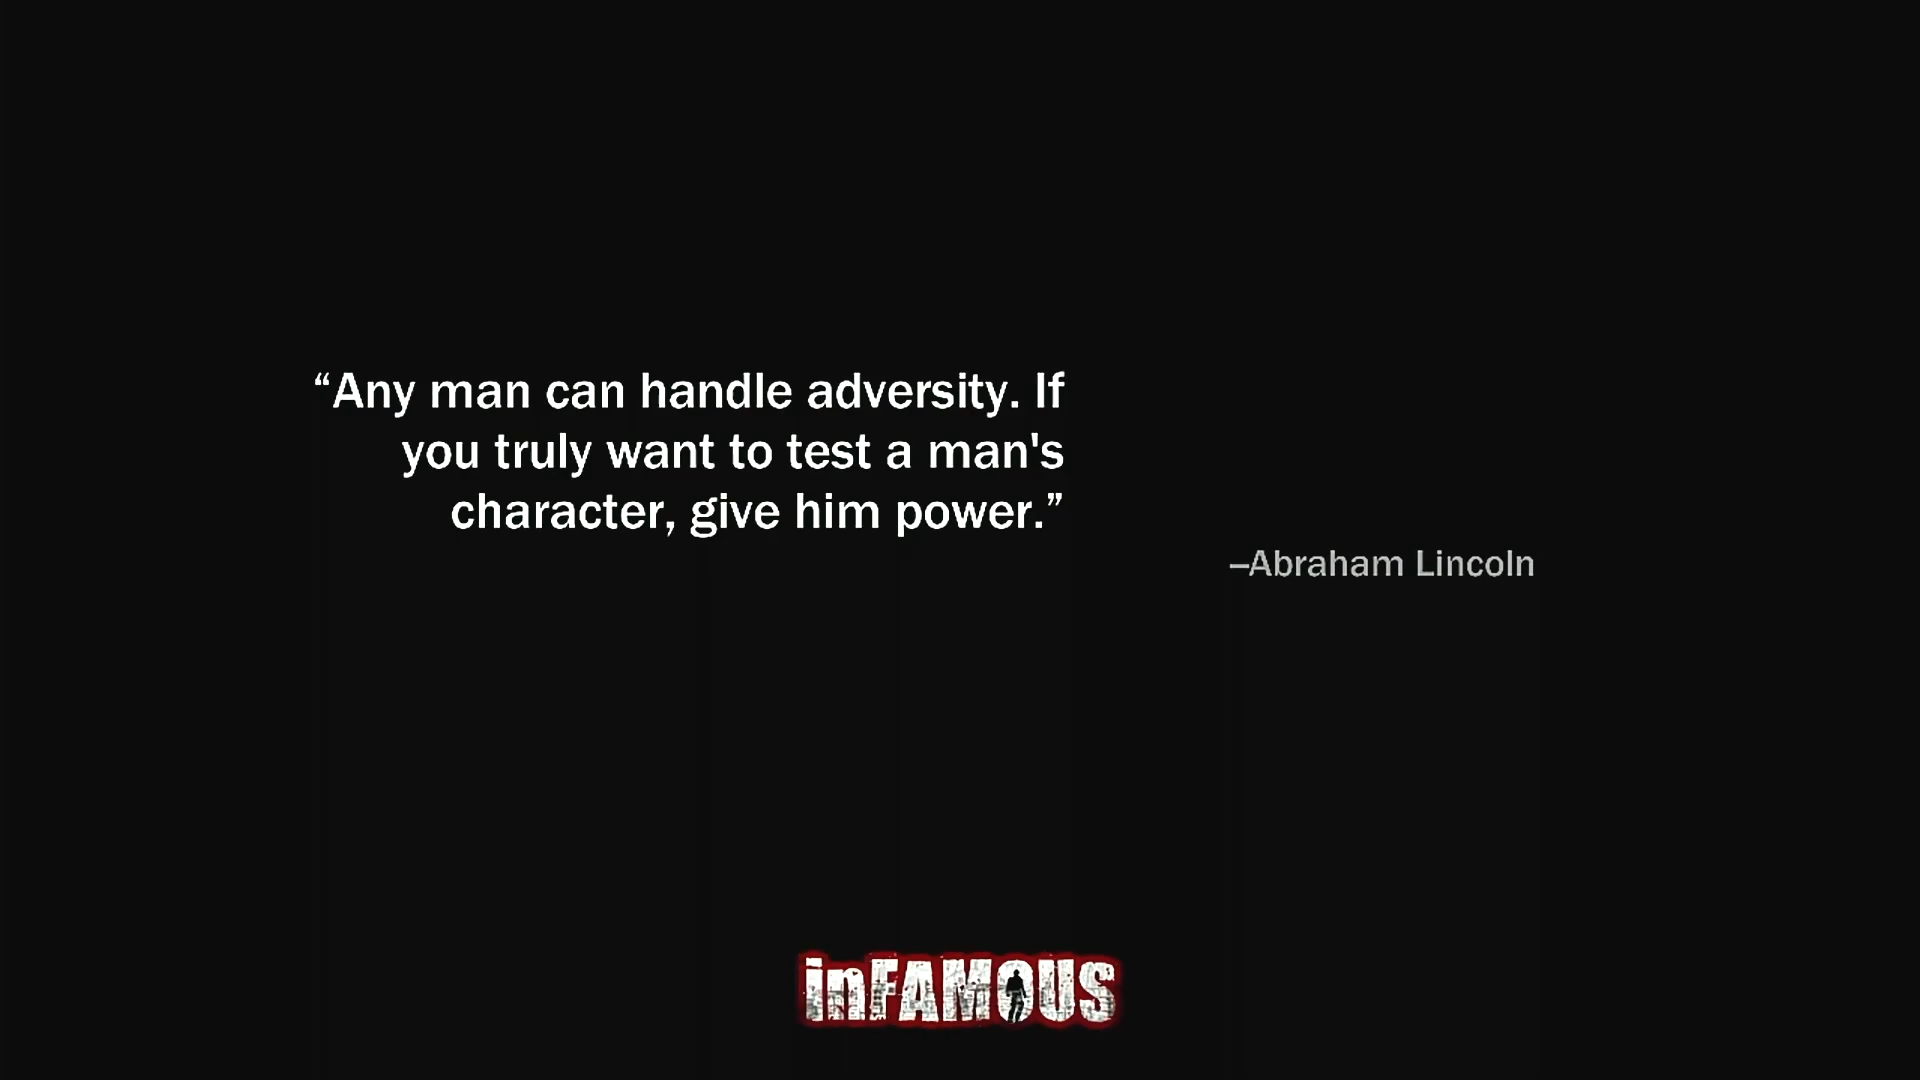 “Any man can handle adversity. If
you truly want to test a man's
character, give him power.”
–Abraham Lincoln
inFAMOUS